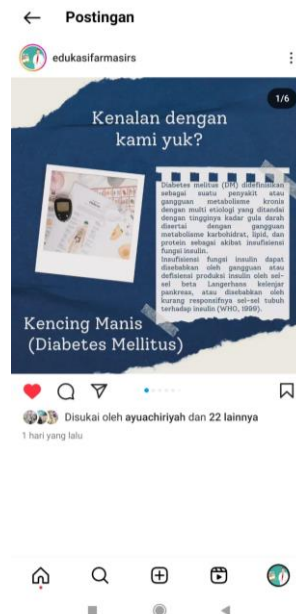 Postingan
edukasifarmasirs
1/6
Kenalan dengan
kami yuk?
Diabetes melitus (DM) didefinisikan
sebagai suatu penyakit atau
gangguan metabolisme kronis
dengan multi etiologi yang ditandai
dengan tingginya kadar gula darah
disertai dengan gangguan
metabolisme karbohidrat, lipid, dan
protein sebagai akibat insufisiensi
fungsi insulin.
Insufisiensi fungsi insulin dapat
disebabkan oleh gangguan atau
defisiensi produksi insulin oleh sel-
sel beta Langerhans kelenjar
pankreas, atau disebabkan oleh
kurang responsifnya sel-sel tubuh
terhadap insulin (WHO, 1999).
Kencing Manis
(Diabetes Mellitus)
Disukai oleh ayuachiriyah dan 22 lainnya
1 hari yang lalu